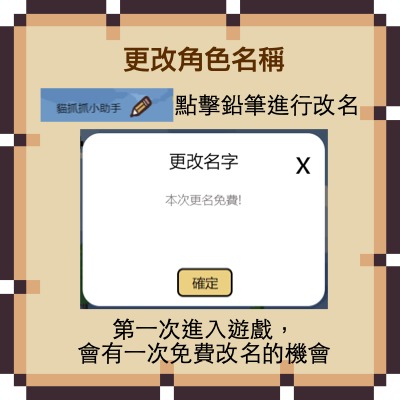 更改角色名稱
貓抓抓小助手 點擊鉛筆進行改名
更改名字 X
本次更名免費!
確定
第一次進入遊戲，
會有一次免費改名的機會